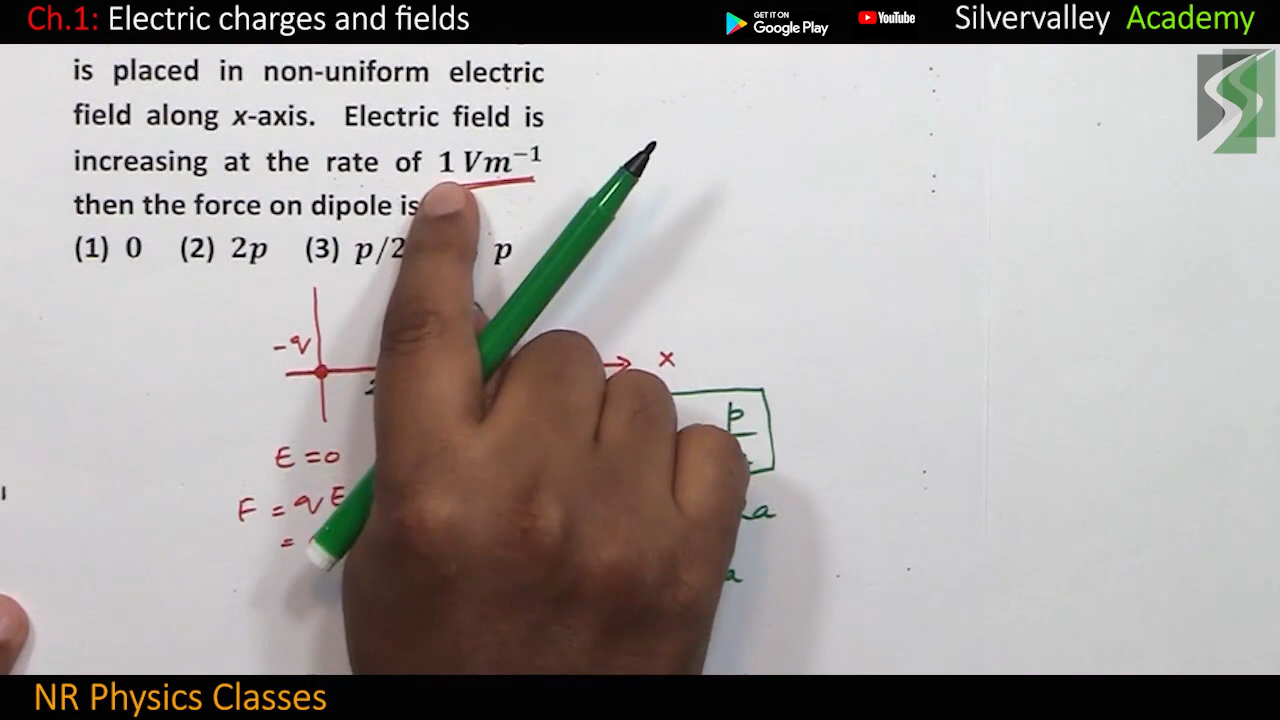 Ch.1: Electric charges and fields
GET IT ON Google Play
YouTube
Silvervalley Academy
is placed in non-uniform electric
field along x-axis. Electric field is
increasing at the rate of 1 Vm⁻¹
then the force on dipole is
(1) 0 (2) 2p (3) p/2 p
-q
x
p
E = 0
F = qE
a
=
a
NR Physics Classes